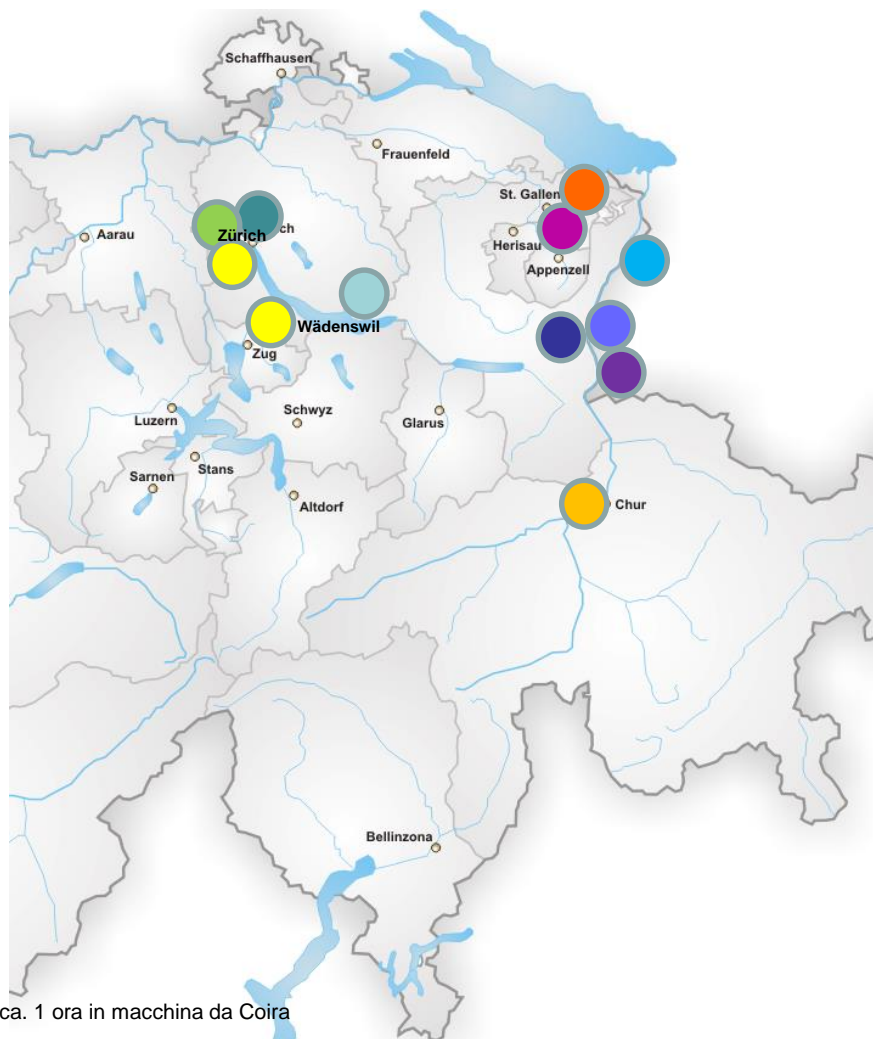 Schaffhausen
Frauenfeld
St. Gallen
Aarau
Zürich
Herisau
Appenzell
Wädenswil
Zug
Luzern
Schwyz
Glarus
Stans
Sarnen
Altdorf
Chur
Bellinzona
ca. 1 ora in macchina da Coira